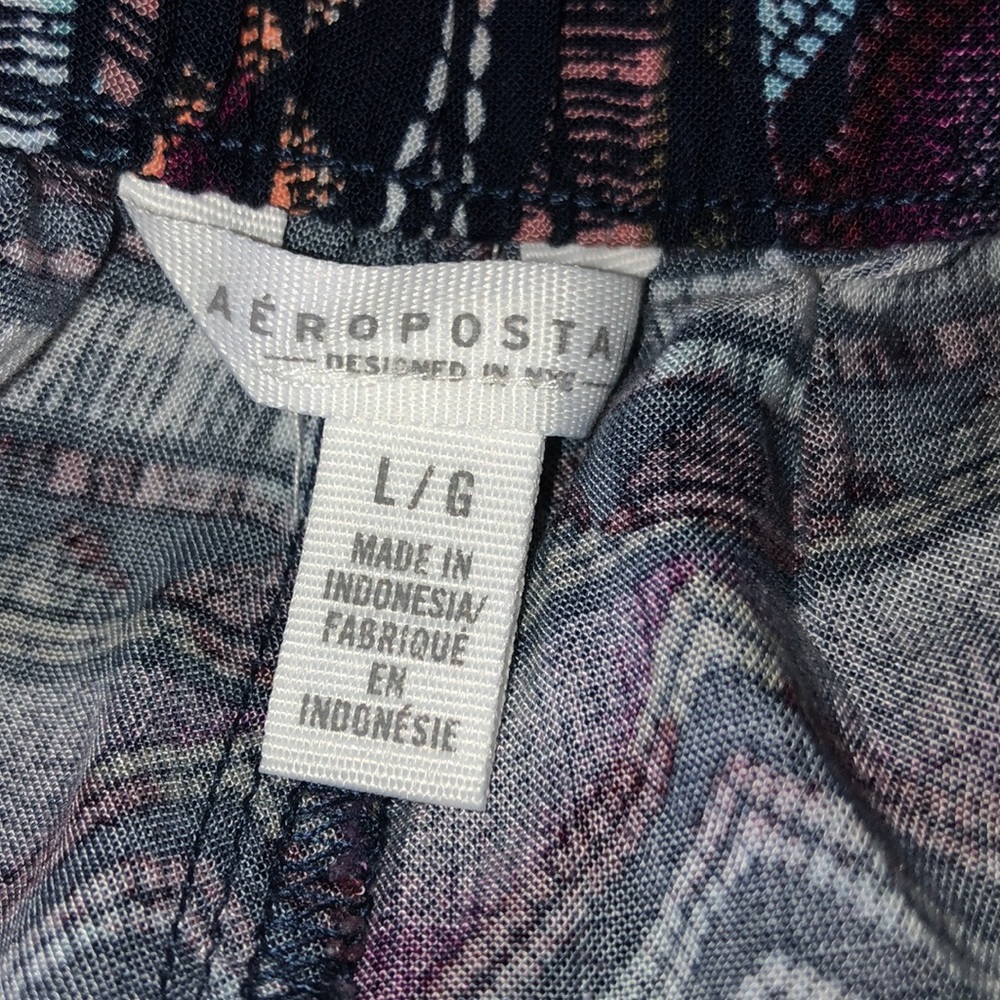 AÉROPOSTA
DESIGNED IN NYC
L/G
MADE IN
INDONESIA/
FABRIQUÉ
EN
INDONÉSIE